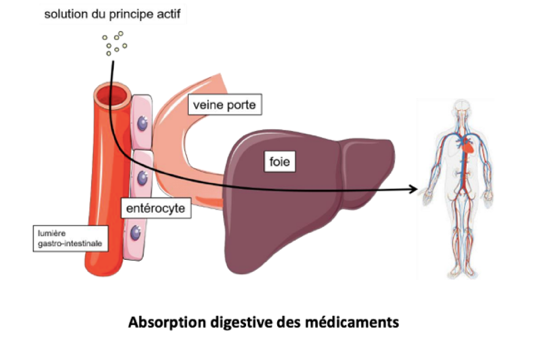 solution du principe actif
veine porte
foie
entérocyte
lumière
gastro-intestinale
Absorption digestive des médicaments